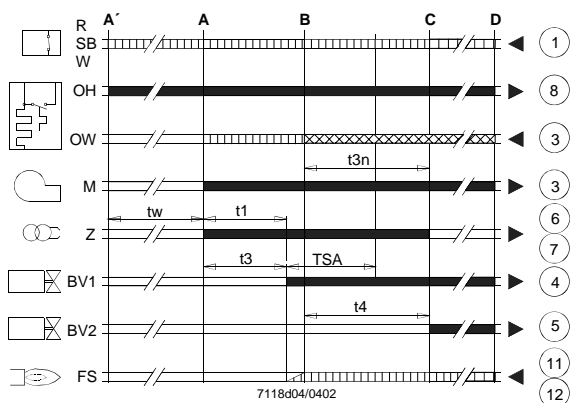 R A´ A B C D
SB 1
W
OH 8
OW 3
t3n
M 3
tw t1 6
Z 7
t3 TSA
BV1 4
t4
BV2 5
FS 11
7118d04/0402 12